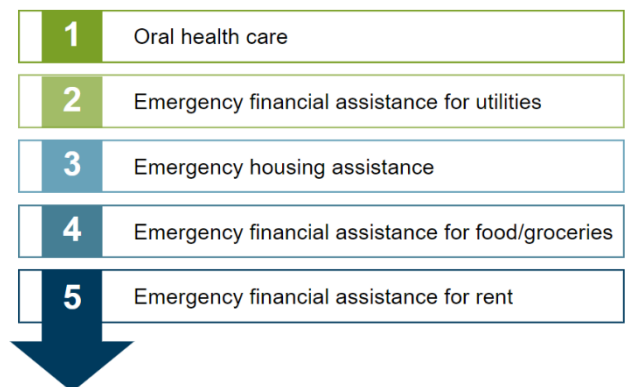 1 Oral health care
2 Emergency financial assistance for utilities
3 Emergency housing assistance
4 Emergency financial assistance for food/groceries
5 Emergency financial assistance for rent